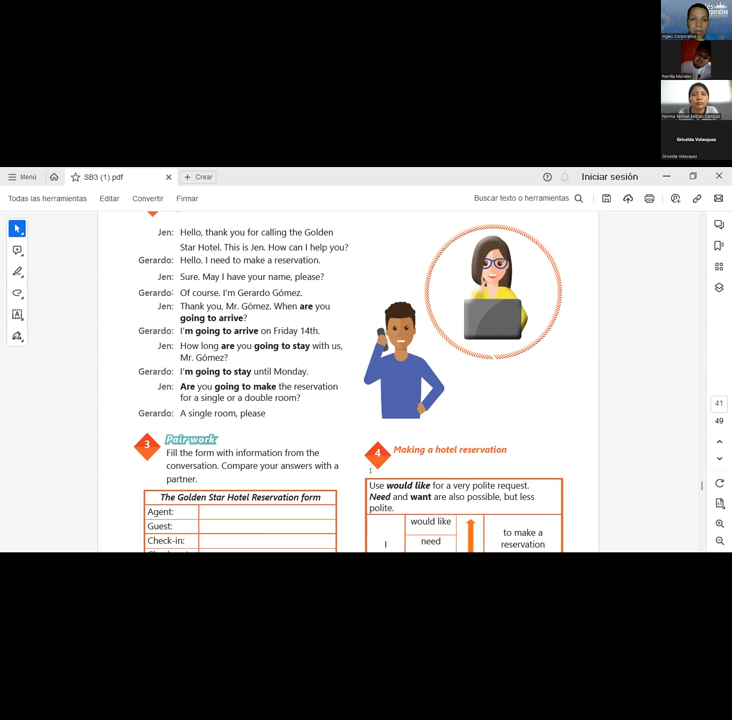 Inglés Corporativo
Gricelda Velasquez
Gricelda Velasquez
Menú
SB3 (1).pdf
Crear
Iniciar sesión
Todas las herramientas
Editar
Convertir
Firmar
Buscar texto o herramientas
Jen: Hello, thank you for calling the Golden
Star Hotel. This is Jen. How can I help you?
Gerardo: Hello. I need to make a reservation.
Jen: Sure. May I have your name, please?
Gerardo: Of course. I'm Gerardo Gómez.
Jen: Thank you, Mr. Gómez. When are you
going to arrive?
Gerardo: I'm going to arrive on Friday 14th.
Jen: How long are you going to stay with us,
Mr. Gómez?
Gerardo: I'm going to stay until Monday.
Jen: Are you going to make the reservation
for a single or a double room?
Gerardo: A single room, please
3
Pair work
Fill the form with information from the
conversation. Compare your answers with a
partner.
The Golden Star Hotel Reservation form
Agent:
Guest:
Check-in:
4
Making a hotel reservation
Use would like for a very polite request.
Need and want are also possible, but less
polite.
I
would like
need
to make a
reservation
41
49